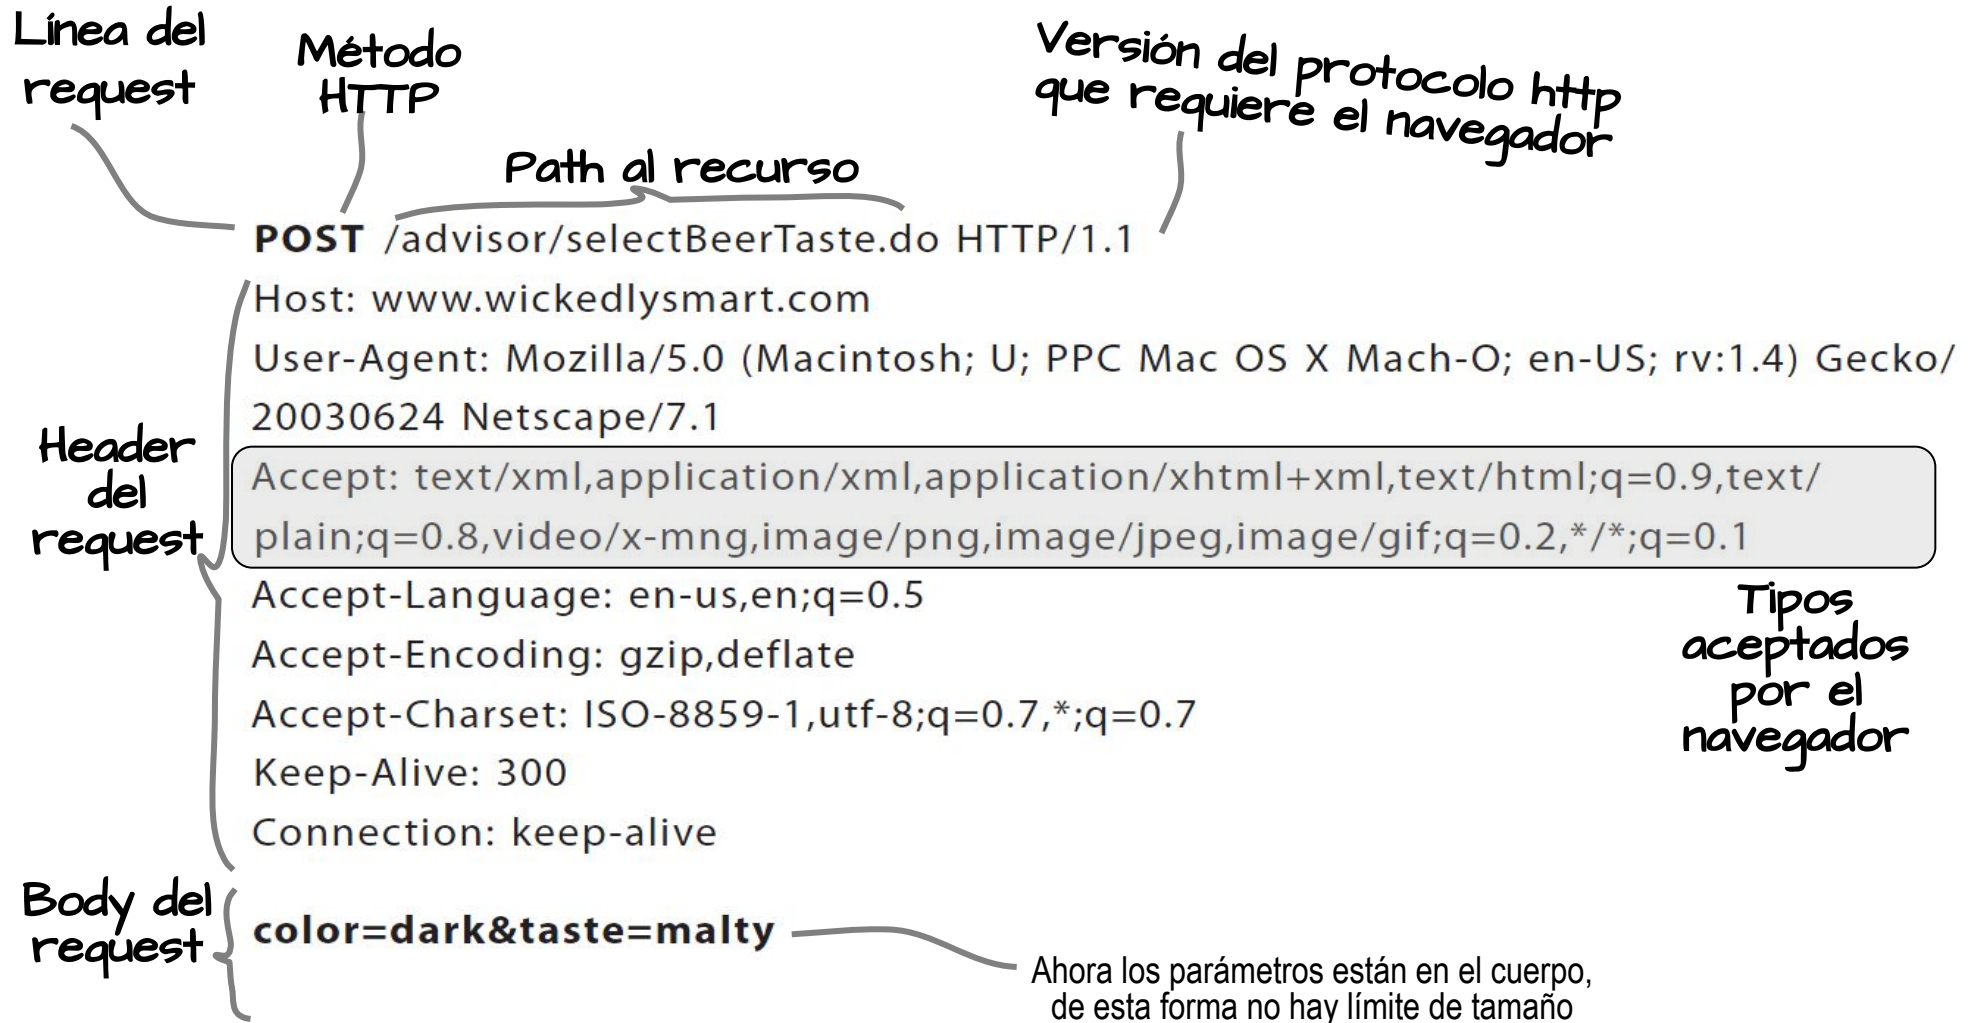 Línea del
request
Método
HTTP
Versión del protocolo http
que requiere el navegador
Path al recurso
POST /advisor/selectBeerTaste.do HTTP/1.1
Host: www.wickedlysmart.com
User-Agent: Mozilla/5.0 (Macintosh; U; PPC Mac OS X Mach-O; en-US; rv:1.4) Gecko/
20030624 Netscape/7.1
Header
del
request
Accept: text/xml,application/xml,application/xhtml+xml,text/html;q=0.9,text/
plain;q=0.8,video/x-mng,image/png,image/jpeg,image/gif;q=0.2,*/*;q=0.1
Accept-Language: en-us,en;q=0.5
Accept-Encoding: gzip,deflate
Accept-Charset: ISO-8859-1,utf-8;q=0.7,*;q=0.7
Keep-Alive: 300
Connection: keep-alive
Tipos
aceptados
por el
navegador
Body del
request
color=dark&taste=malty
Ahora los parámetros están en el cuerpo,
de esta forma no hay límite de tamaño